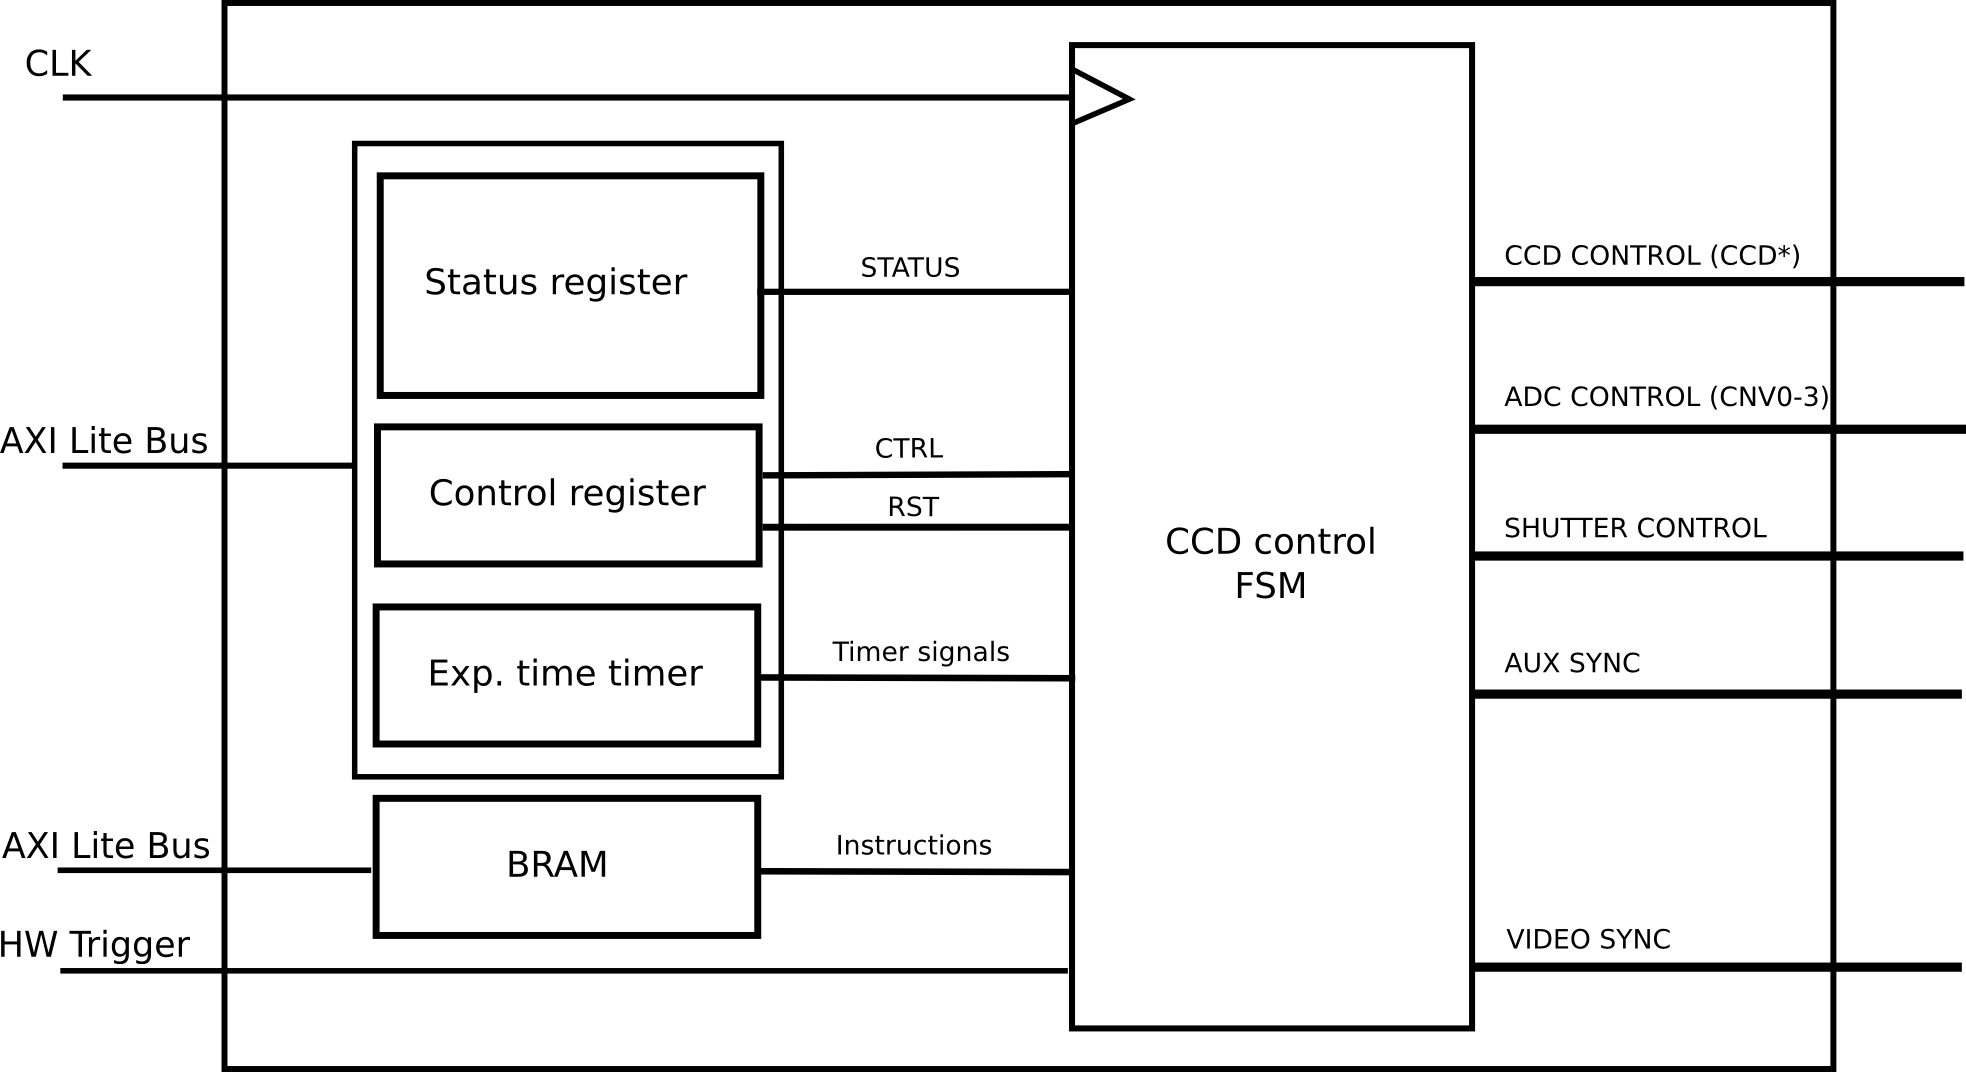 CLK
Status register
STATUS
AXI Lite Bus
Control register
CTRL
RST
Exp. time timer
Timer signals
AXI Lite Bus
BRAM
Instructions
HW Trigger
CCD control
FSM
CCD CONTROL (CCD*)
ADC CONTROL (CNV0-3)
SHUTTER CONTROL
AUX SYNC
VIDEO SYNC